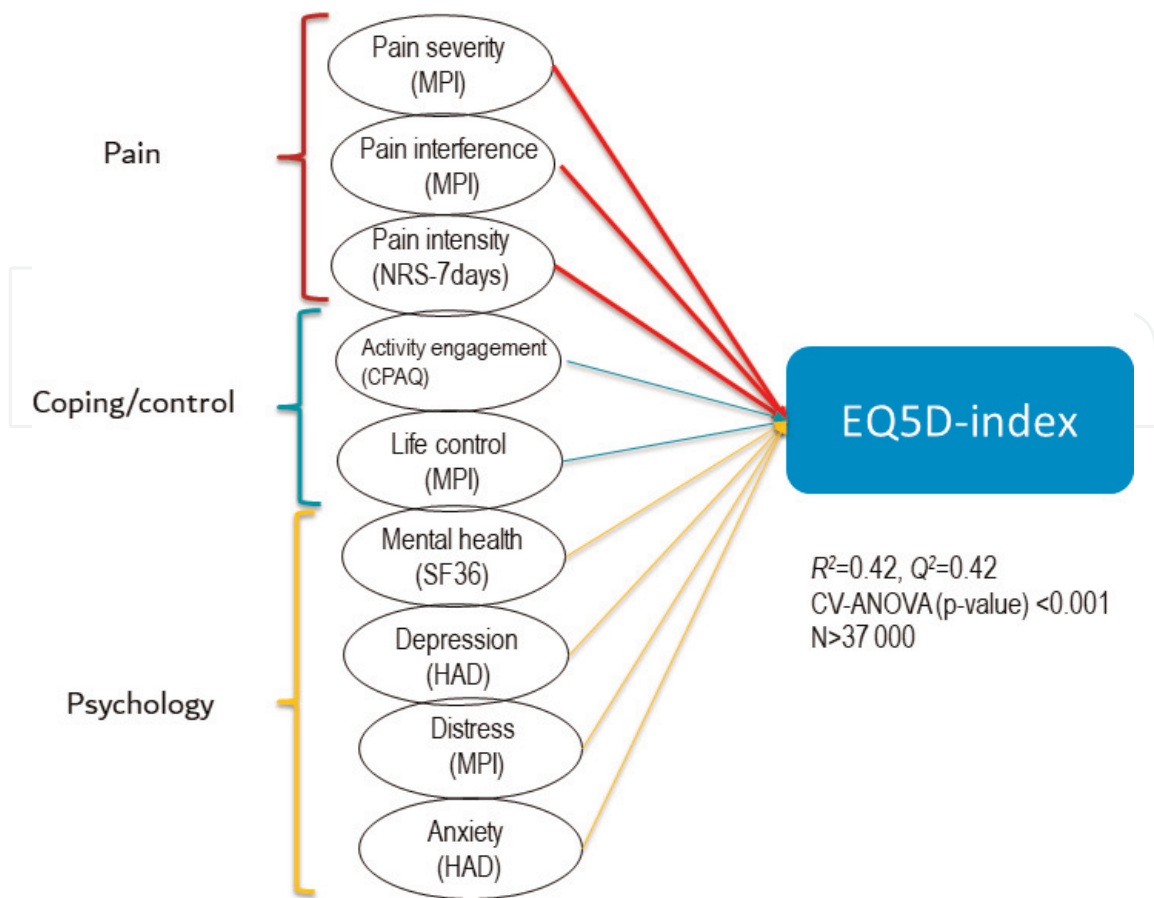 Pain
Pain severity
(MPI)
Pain interference
(MPI)
Pain intensity
(NRS-7days)
Coping/control
Activity engagement
(CPAQ)
Life control
(MPI)
Psychology
Mental health
(SF36)
Depression
(HAD)
Distress
(MPI)
Anxiety
(HAD)
EQ5D-index
R²=0.42, Q²=0.42
CV-ANOVA (p-value) <0.001
N>37 000